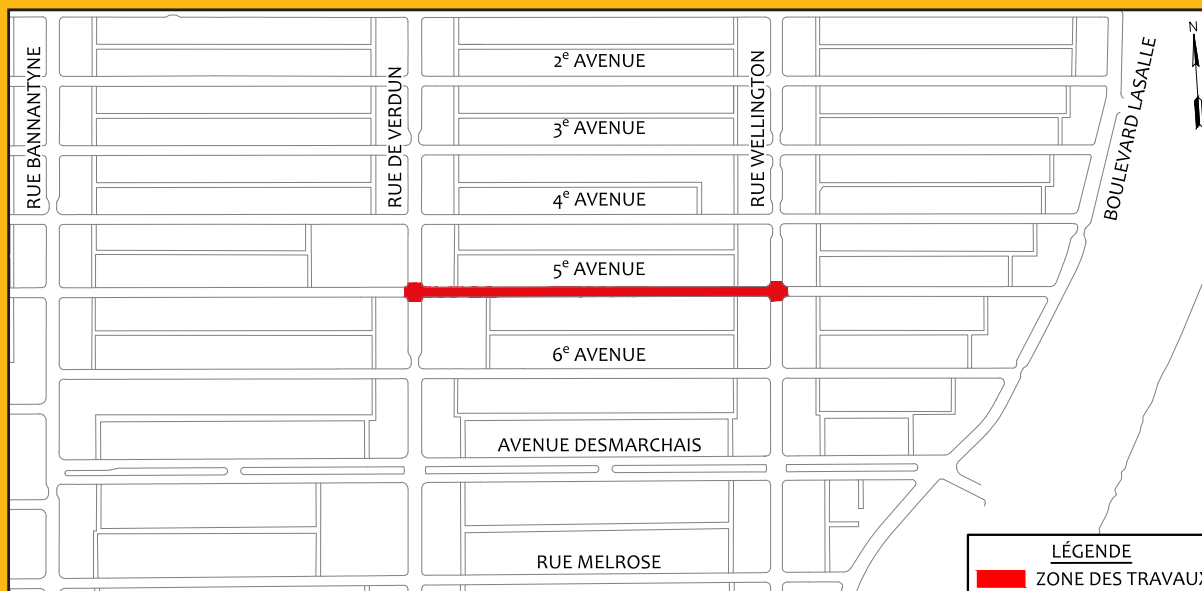 RUE BANNANTYNE
RUE DE VERDUN
2e AVENUE
RUE WELLINGTON
BOULEVARD LASALLE
N
3e AVENUE
4e AVENUE
5e AVENUE
6e AVENUE
AVENUE DESMARCHAIS
RUE MELROSE
LÉGENDE
ZONE DES TRAVAUX